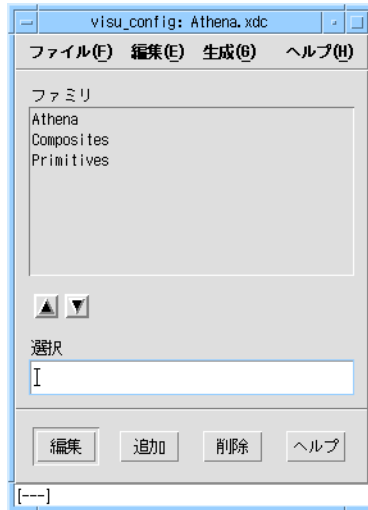 visu_config: Athena.xdc
ファイル(F) 編集(E) 生成(G) ヘルプ(H)
ファミリ
Athena
Composites
Primitives
選択
編集 追加 削除 ヘルプ
[---]